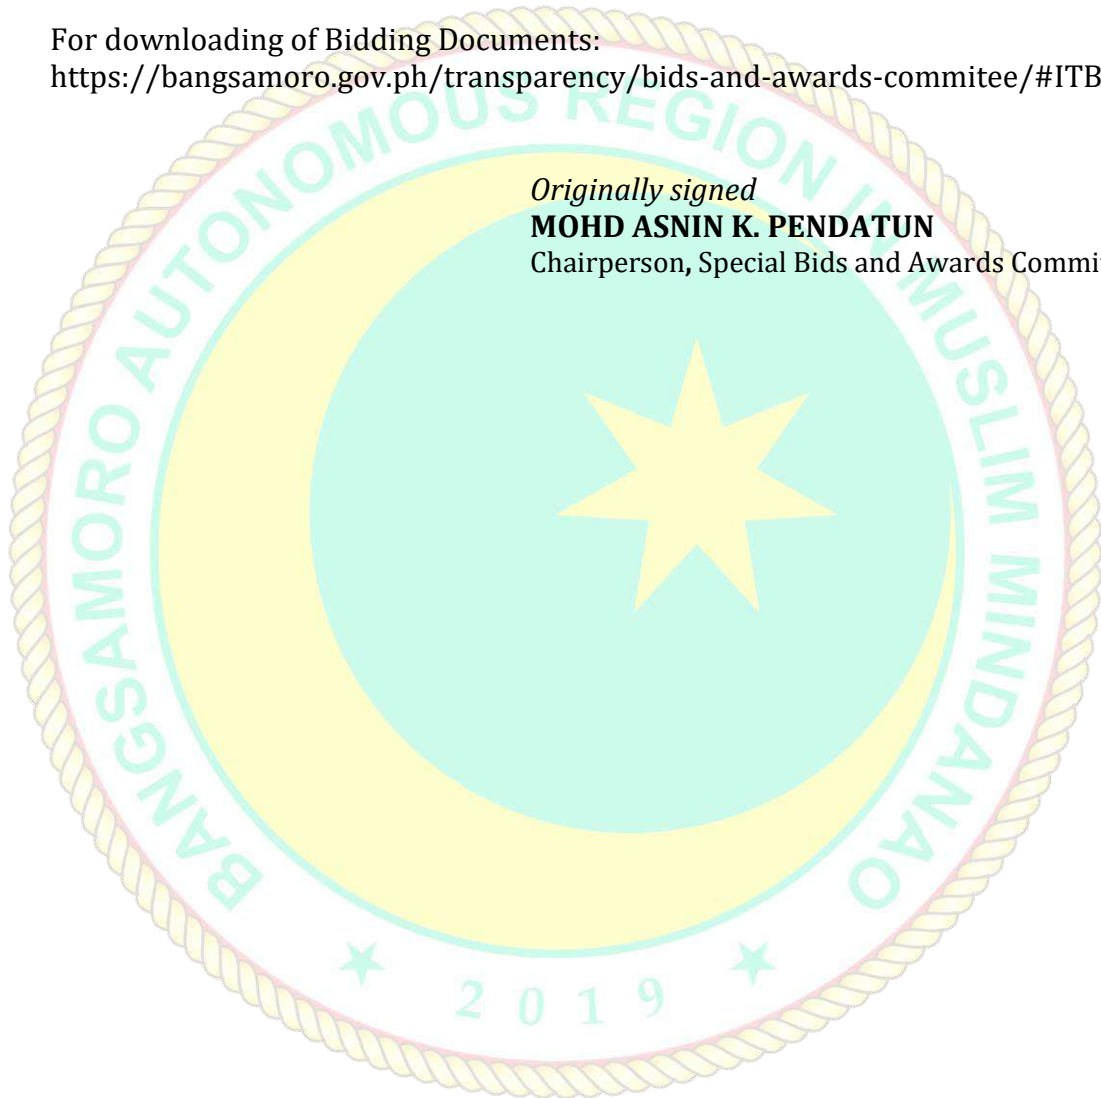 For downloading of Bidding Documents:
https://bangsamoro.gov.ph/transparency/bids-and-awards-commitee/#ITB
Originally signed
MOHD ASNIN K. PENDATUN
Chairperson, Special Bids and Awards
BANGSAMORO AUTONOMOUS REGION IN MUSLIM MINDANAO
2019